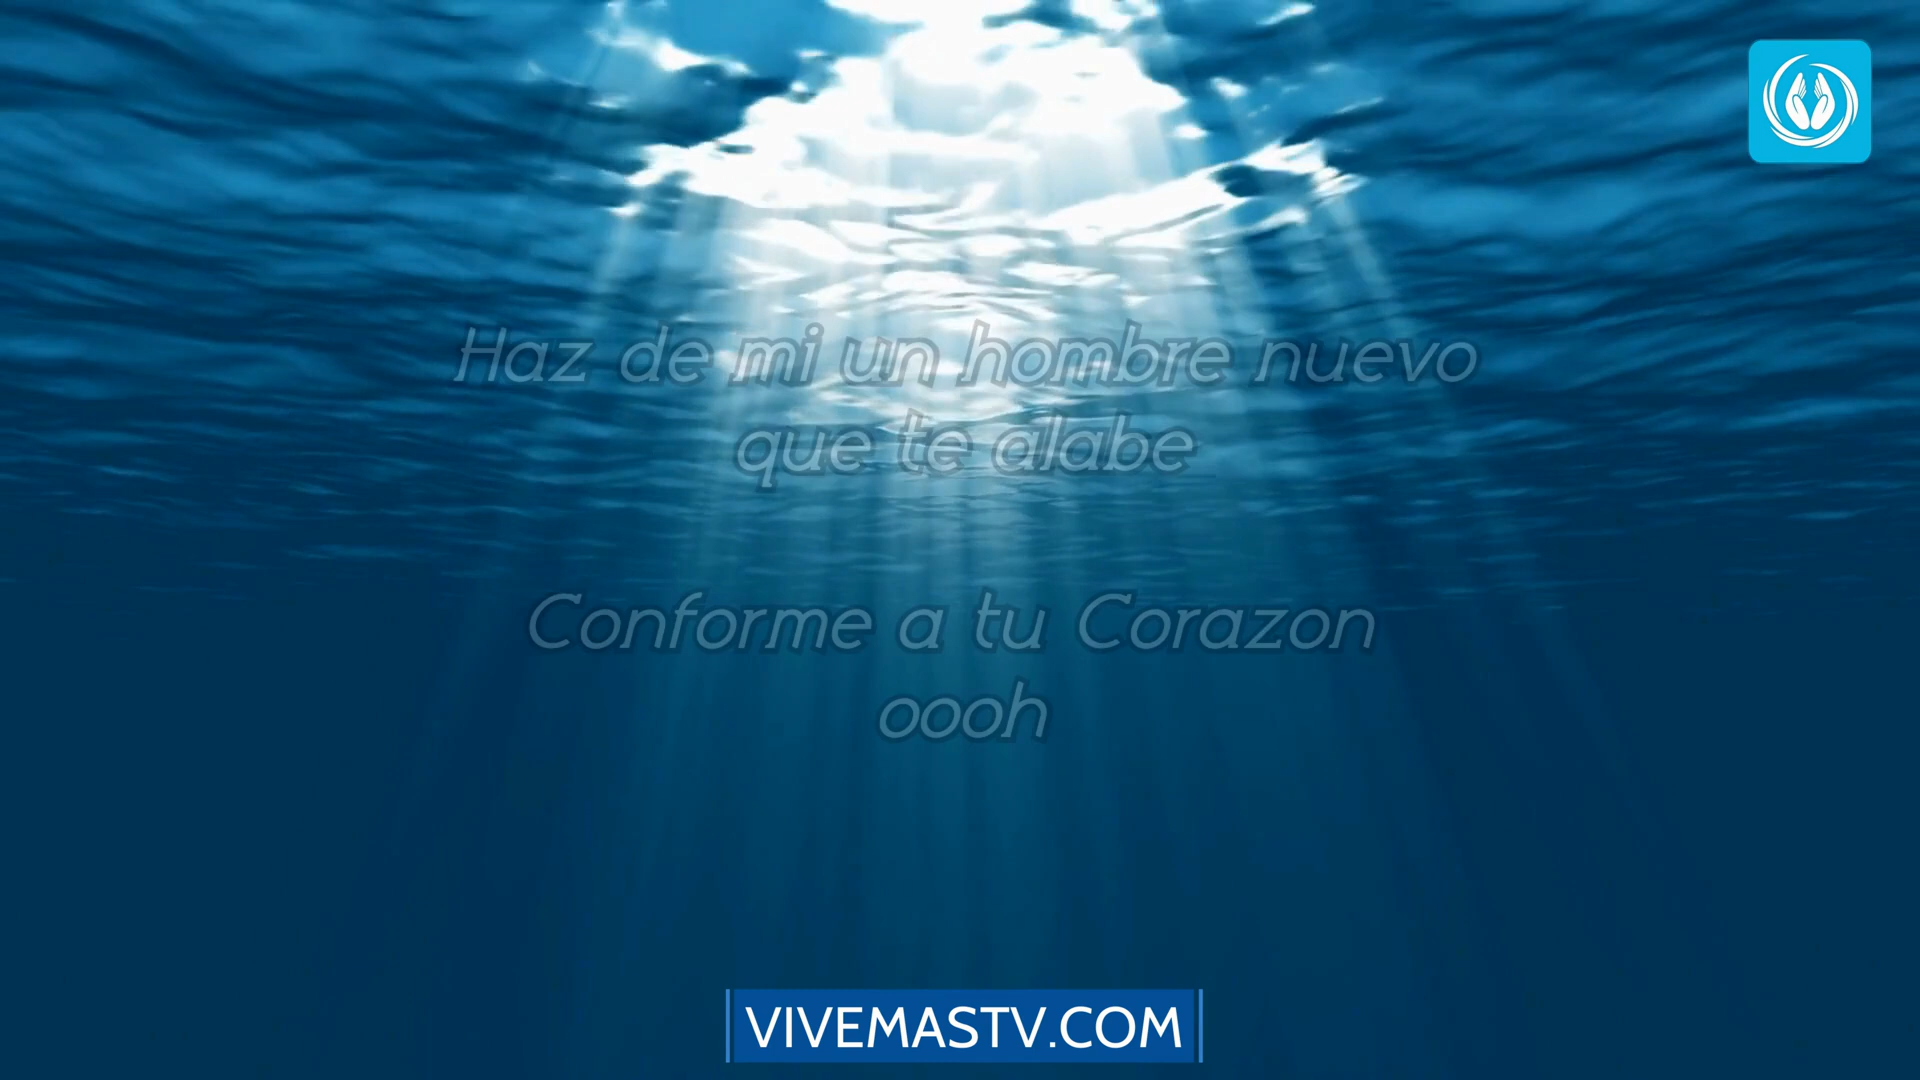 Haz de mi un hombre nuevo
que te alabe
Conforme a tu Corazon
oooh
VIVEMASTV.COM